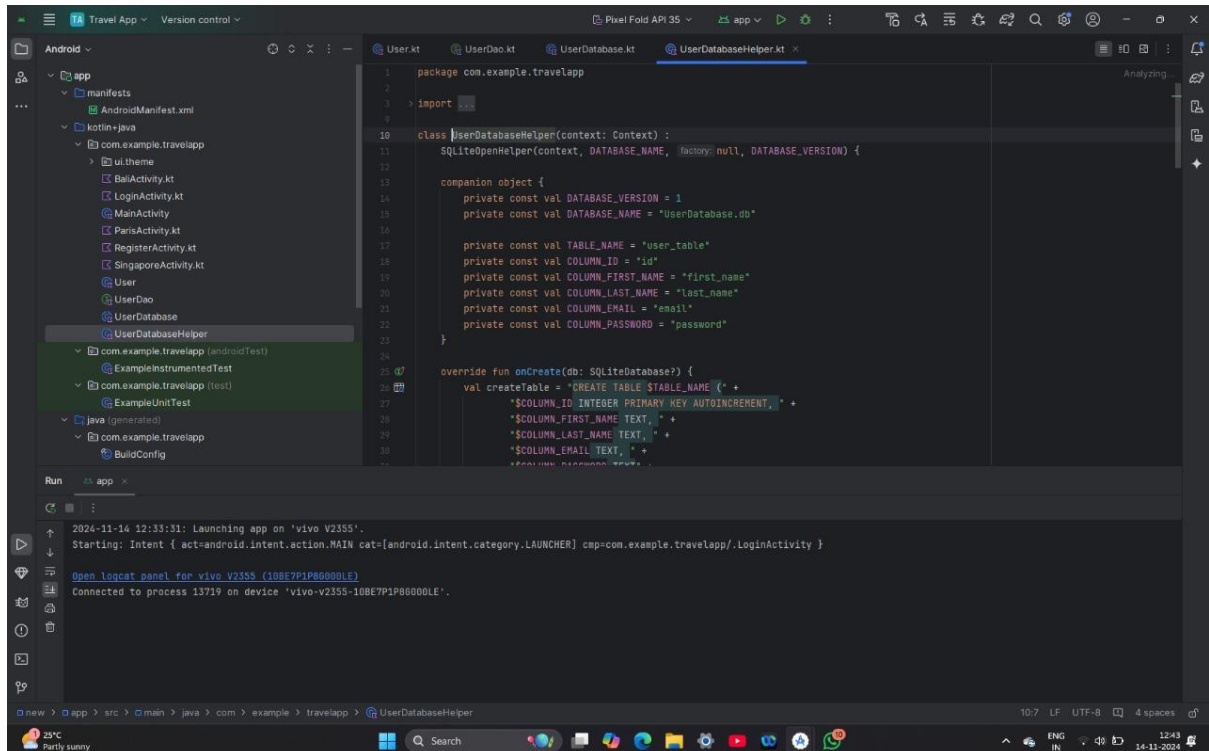 TA Travel App Version control
Pixel Fold API 35 app
Android
app
manifests
AndroidManifest.xml
kotlin+java
com.example.travelapp
ui.theme
BaliActivity.kt
LoginActivity.kt
MainActivity
ParisActivity.kt
RegisterActivity.kt
SingaporeActivity.kt
User
UserDao
UserDatabase
UserDatabaseHelper
com.example.travelapp (androidTest)
ExampleInstrumentedTest
com.example.travelapp (test)
ExampleUnitTest
java (generated)
com.example.travelapp
BuildConfig
User.kt UserDao.kt UserDatabase.kt UserDatabaseHelper.kt
Analyzing...
1 package com.example.travelapp
2
3 import ...
9
10 class UserDatabaseHelper(context: Context) :
11 SQLiteOpenHelper(context, DATABASE_NAME, factory: null, DATABASE_VERSION) {
12
13 companion object {
14 private const val DATABASE_VERSION = 1
15 private const val DATABASE_NAME = "UserDatabase.db"
16
17 private const val TABLE_NAME = "user_table"
18 private const val COLUMN_ID = "id"
19 private const val COLUMN_FIRST_NAME = "first_name"
20 private const val COLUMN_LAST_NAME = "last_name"
21 private const val COLUMN_EMAIL = "email"
22 private const val COLUMN_PASSWORD = "password"
23 }
24
25 override fun onCreate(db: SQLiteDatabase?) {
26 val createTable = "CREATE TABLE $TABLE_NAME (" +
27 "$COLUMN_ID INTEGER PRIMARY KEY AUTOINCREMENT, " +
28 "$COLUMN_FIRST_NAME TEXT, " +
29 "$COLUMN_LAST_NAME TEXT, " +
30 "$COLUMN_EMAIL TEXT, " +
"$COLUMN_PASSWORD TEXT" +
Run app
2024-11-14 12:33:31: Launching app on 'vivo V2355'.
Starting: Intent { act=android.intent.action.MAIN cat=[android.intent.category.LAUNCHER] cmp=com.example.travelapp/.LoginActivity }
Open logcat panel for vivo V2355 (10BE7P1P8G000LE)
Connected to process 13719 on device 'vivo-v2355-10BE7P1P8G000LE'.
new > app > src > main > java > com > example > travelapp > UserDatabaseHelper
10:7 LF UTF-8 4 spaces
25°C
Partly sunny
Search
10
ENG
IN
12:43
14-11-2024